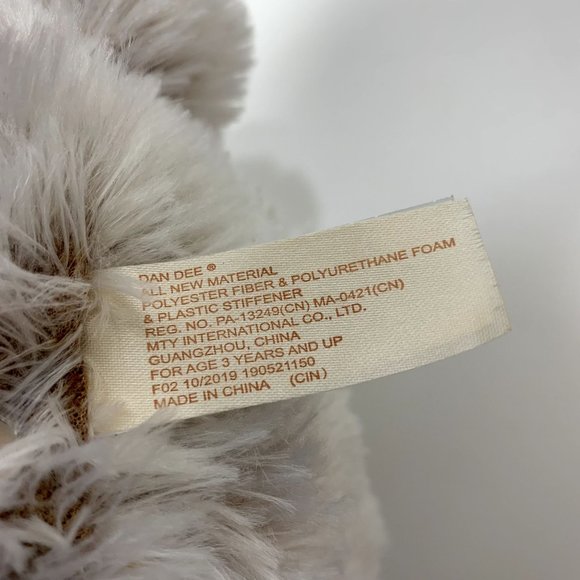 DAN DEE ®
ALL NEW MATERIAL
POLYESTER FIBER & POLYURETHANE FOAM
& PLASTIC STIFFENER
REG. NO. PA-13249(CN) MA-0421(CN)
MTY INTERNATIONAL CO., LTD.
GUANGZHOU, CHINA
FOR AGE 3 YEARS AND UP
F02 10/2019 190521150
MADE IN CHINA (CIN)